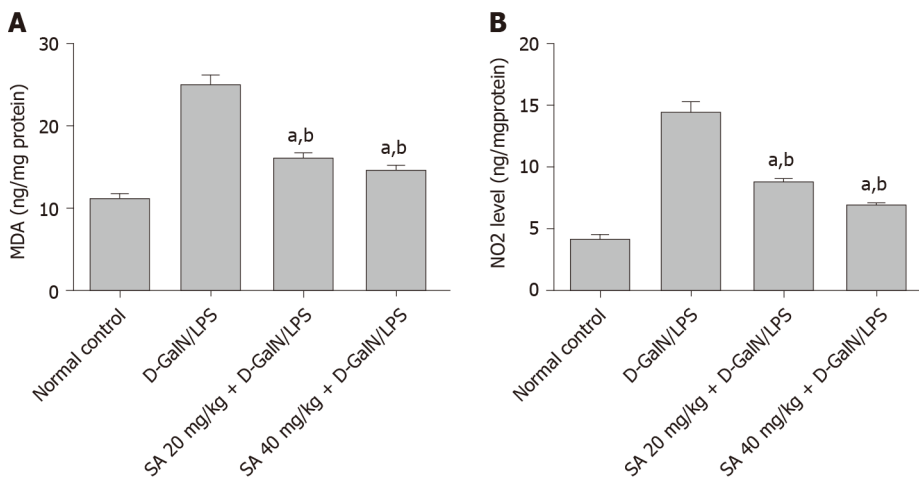 A
MDA (ng/mg protein)
30
20
10
0
a,b
a,b
Normal control
D-GalN/LPS
SA 20 mg/kg + D-GalN/LPS
SA 40 mg/kg + D-GalN/LPS
B
NO2 level (ng/mgprotein)
20
15
10
5
0
a,b
a,b
Normal control
D-GalN/LPS
SA 20 mg/kg + D-GalN/LPS
SA 40 mg/kg + D-GalN/LPS